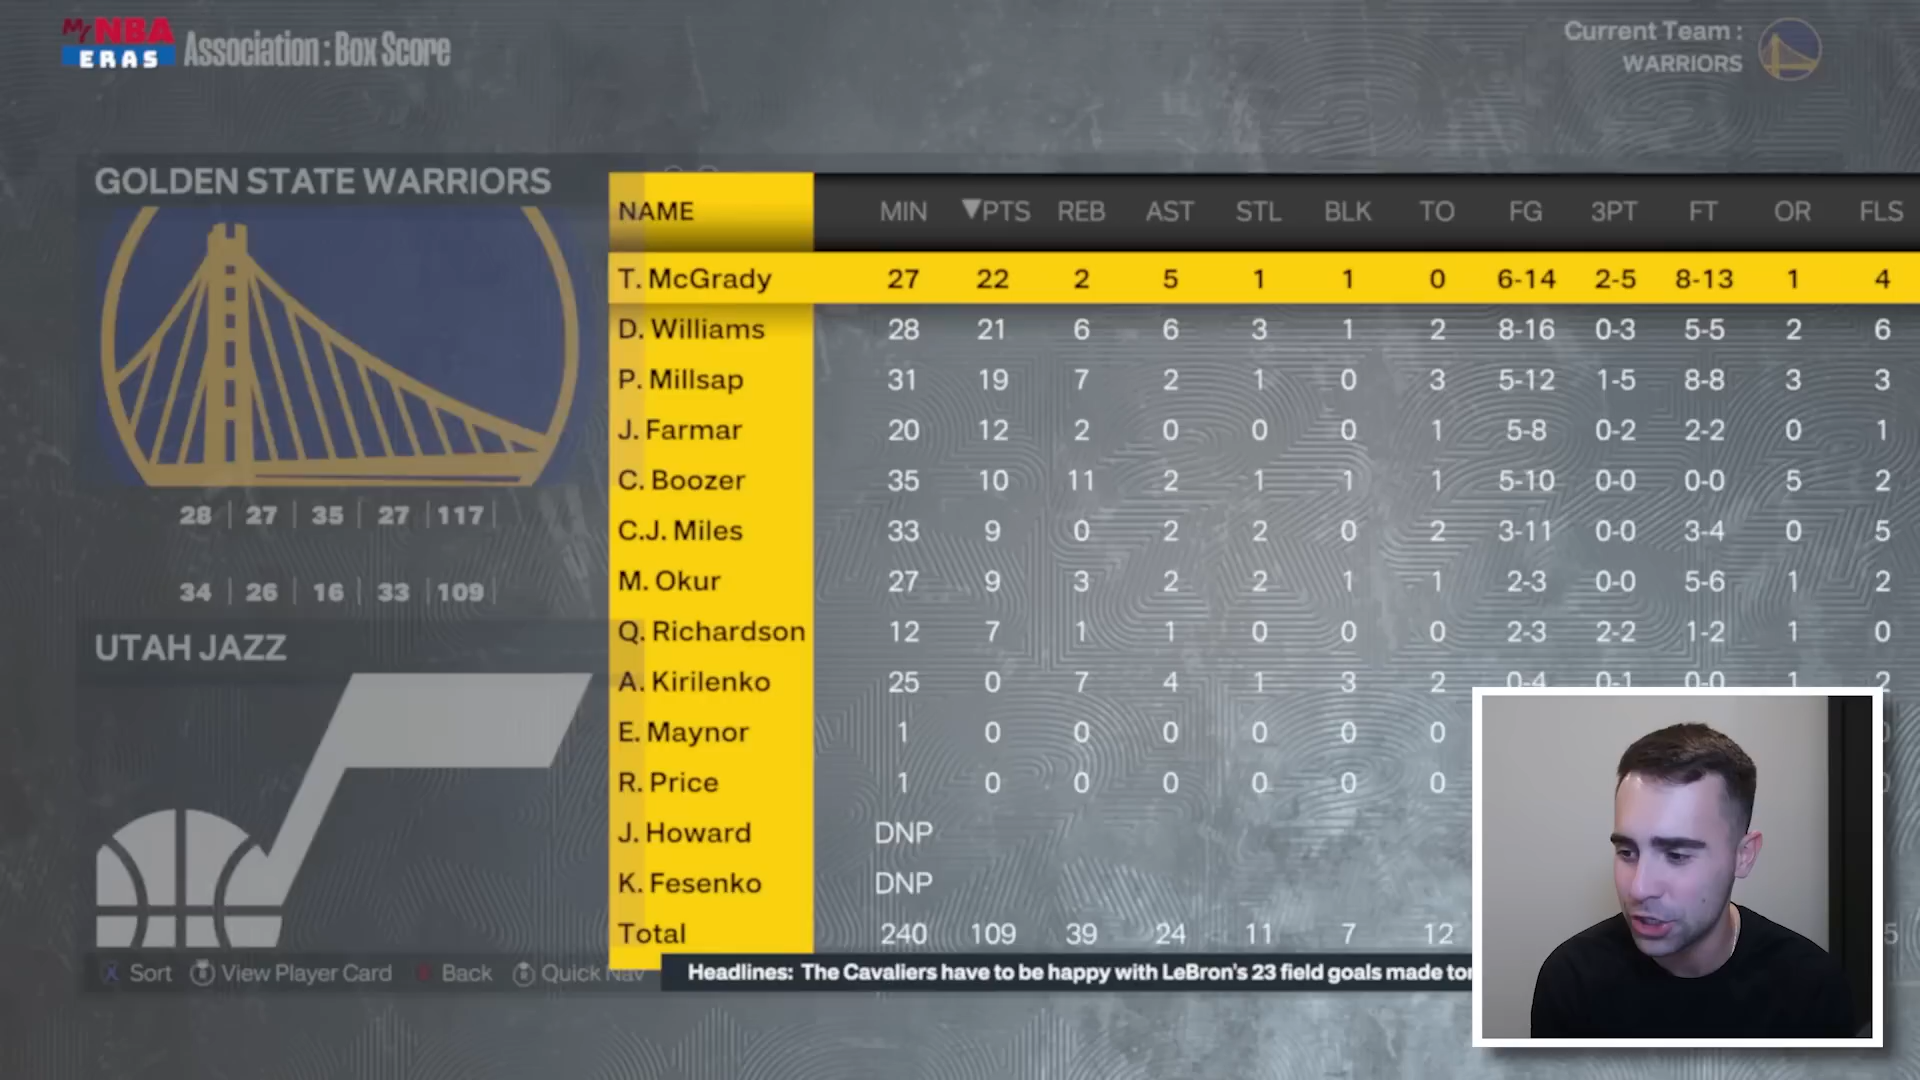 My NBA ERAS Association : Box Score
Current Team :
WARRIORS
GOLDEN STATE WARRIORS
28 | 27 | 35 | 27 | 117
34 | 26 | 16 | 33 | 109
UTAH JAZZ
NAME MIN ▼PTS REB AST STL BLK TO FG 3PT FT OR FLS
T. McGrady 27 22 2 5 1 1 0 6-14 2-5 8-13 1 4
D. Williams 28 21 6 6 3 1 2 8-16 0-3 5-5 2 6
P. Millsap 31 19 7 2 1 0 3 5-12 1-5 8-8 3 3
J. Farmar 20 12 2 0 0 0 1 5-8 0-2 2-2 0 1
C. Boozer 35 10 11 2 1 1 1 5-10 0-0 0-0 5 2
C.J. Miles 33 9 0 2 2 0 2 3-11 0-0 3-4 0 5
M. Okur 27 9 3 2 2 1 1 2-3 0-0 5-6 1 2
Q. Richardson 12 7 1 1 0 0 0 2-3 2-2 1-2 1 0
A. Kirilenko 25 0 7 4 1 3 2 0-4 0-1 0-0 1 2
E. Maynor 1 0 0 0 0 0 0 0
R. Price 1 0 0 0 0 0 0
J. Howard DNP
K. Fesenko DNP
Total 240 109 39 24 11 7 12
X Sort View Player Card Back Quick Nav
Headlines: The Cavaliers have to be happy with LeBron's 23 field goals made